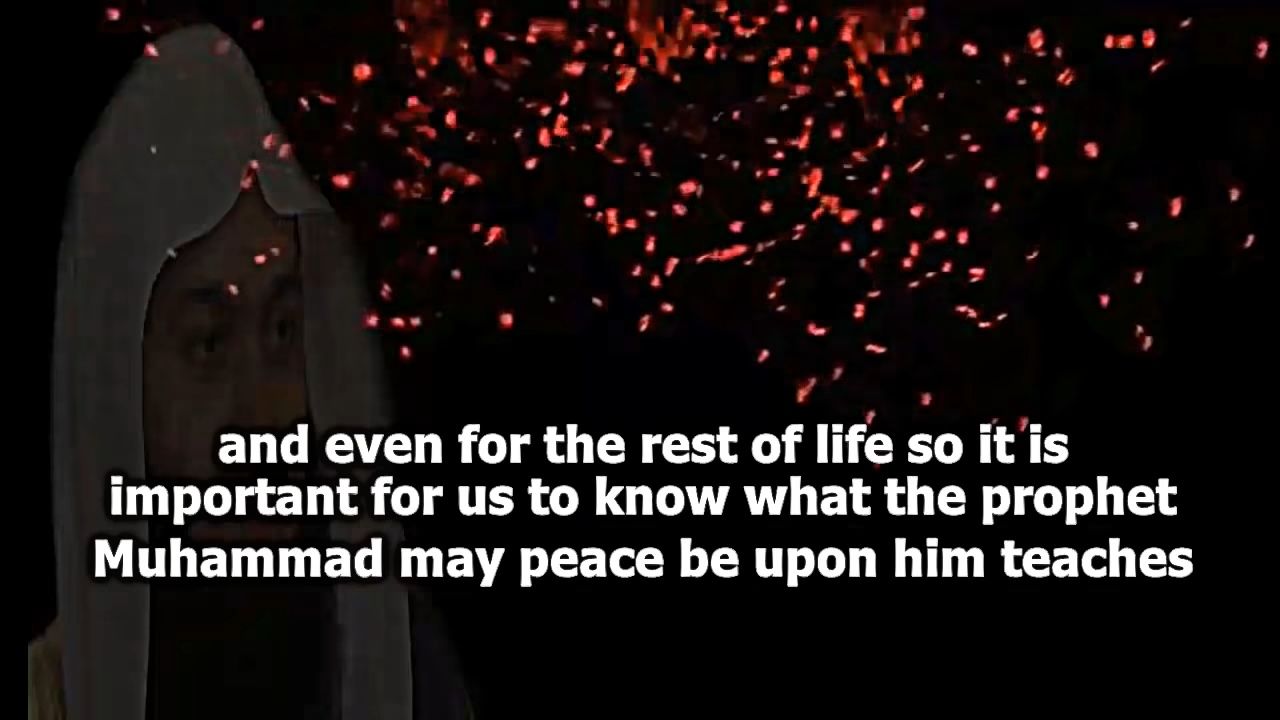 and even for the rest of life so it is
important for us to know what the prophet
Muhammad may peace be upon him teaches